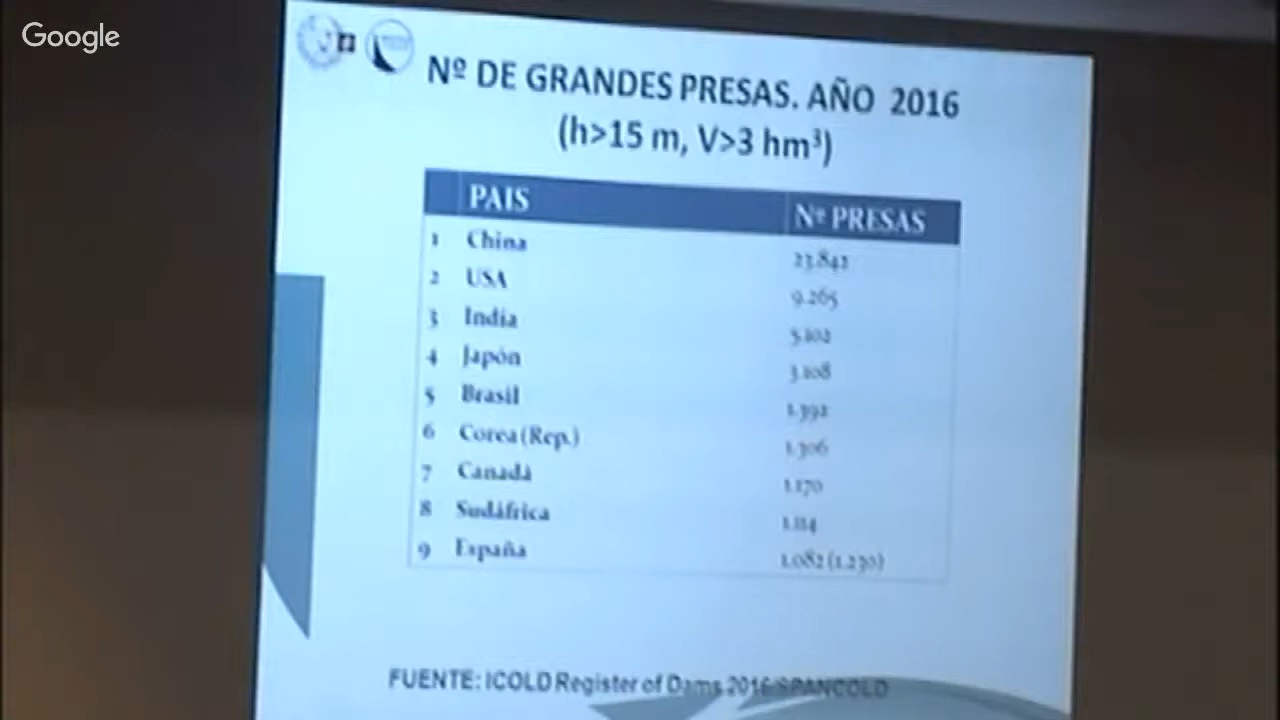 Google
Nº DE GRANDES PRESAS. AÑO 2016
(h>15 m, V>3 hm³)
PAIS Nº PRESAS
1 China 23.842
2 USA 9.265
3 India 5.102
4 Japón 3.108
5 Brasil 1.392
6 Corea (Rep.) 1.306
7 Canadá 1.170
8 Sudáfrica 1.114
9 España 1.082 (1.230)
FUENTE: ICOLD Register of Dams 2016/SPANCOLD